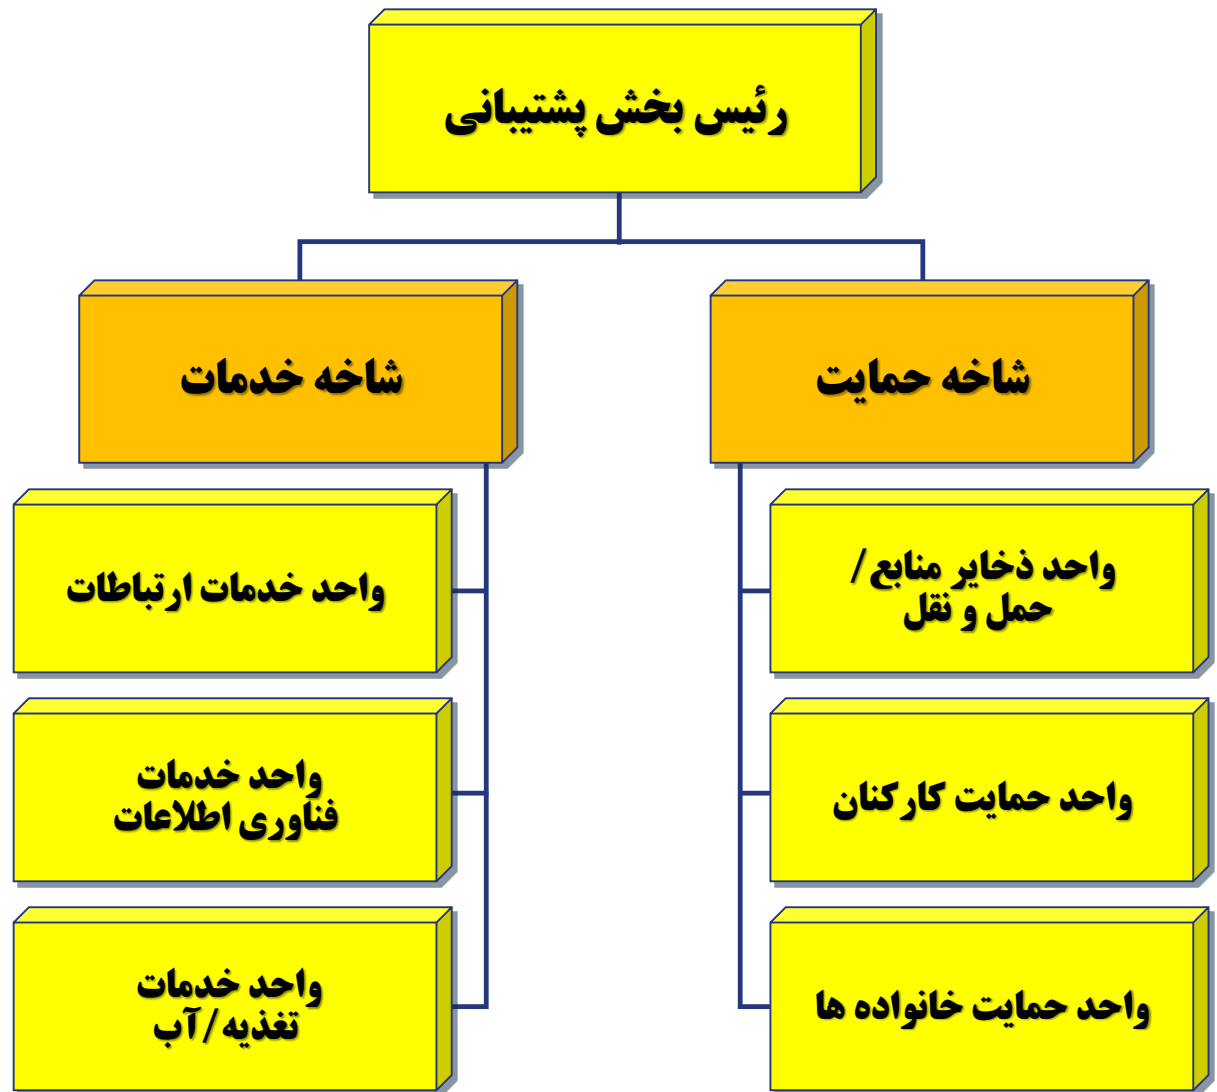 رئیس بخش پشتیبانی
شاخه حمایت
شاخه خدمات
واحد ذخایر منابع/
حمل و نقل
واحد خدمات ارتباطات
واحد حمایت کارکنان
واحد خدمات
فناوری اطلاعات
واحد حمایت خانواده ها
واحد خدمات
تغذیه/آب